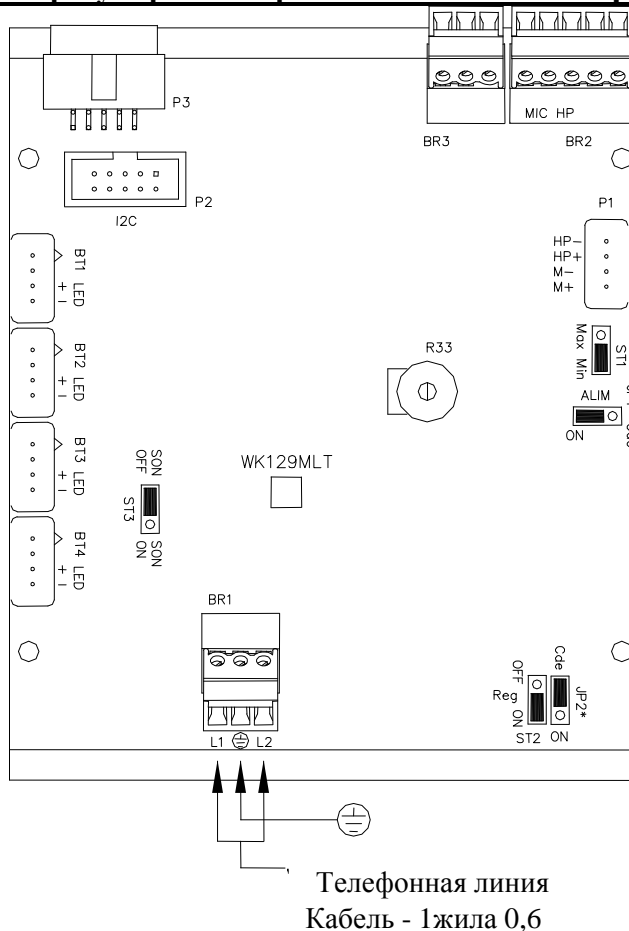 P3
MIC HP
BR3
BR2
P2
I2C
P1
HP-
HP+
M-
M+
BT1
+ LED
-
BT2
+ LED
-
BT3
+ LED
-
BT4
+ LED
-
Max Min
ST1
R33
ALIM
ON
SON
OFF
ST3
SON
ON
WK129MLT
BR1
L1
L2
OFF
Cde
Reg
ON
JP2*
ST2
ON
Телефонная линия
Кабель - 1жила 0,6